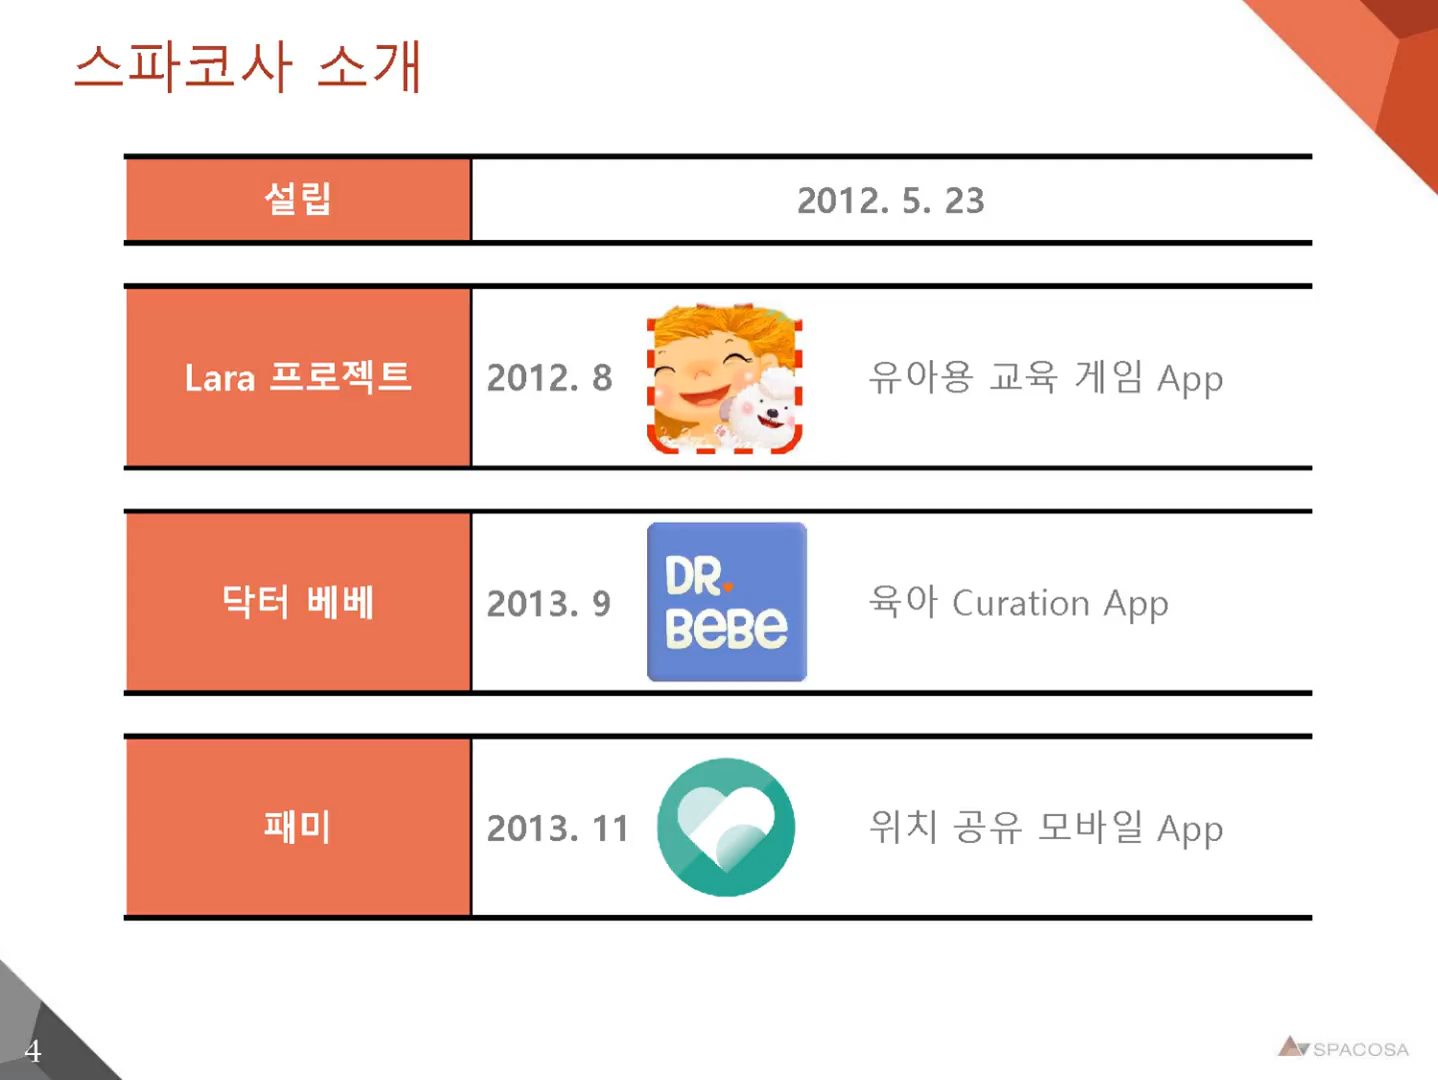 스파코사 소개
설립
2012. 5. 23
Lara 프로젝트
2012. 8
유아용 교육 게임 App
닥터 베베
2013. 9
DR.
BeBe
육아 Curation App
패미
2013. 11
위치 공유 모바일 App
4
SPACOSA